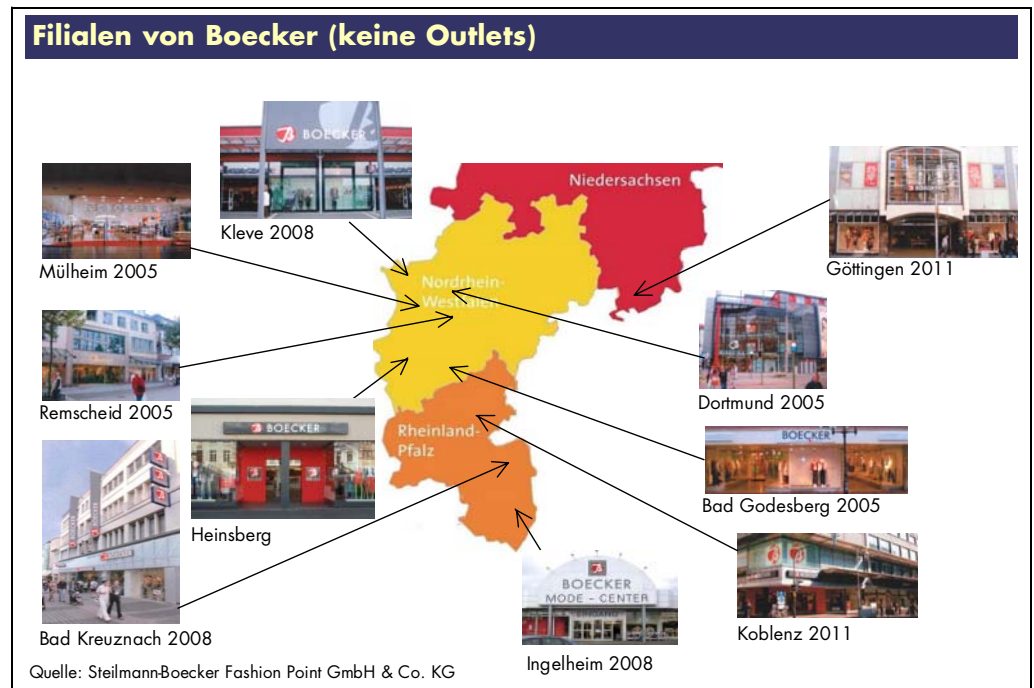 Filialen von Boecker (keine Outlets)
BOECKER
Kleve 2008
Niedersachsen
Mülheim 2005
Göttingen 2011
Nordrhein-
Westfalen
Remscheid 2005
Dortmund 2005
BOECKER
Rheinland-
Pfalz
BOECKER
Bad Godesberg 2005
Heinsberg
BOECKER
MODE - CENTER
EINGANG
Bad Kreuznach 2008
Ingelheim 2008
Koblenz 2011
Quelle: Steilmann-Boecker Fashion Point GmbH & Co. KG